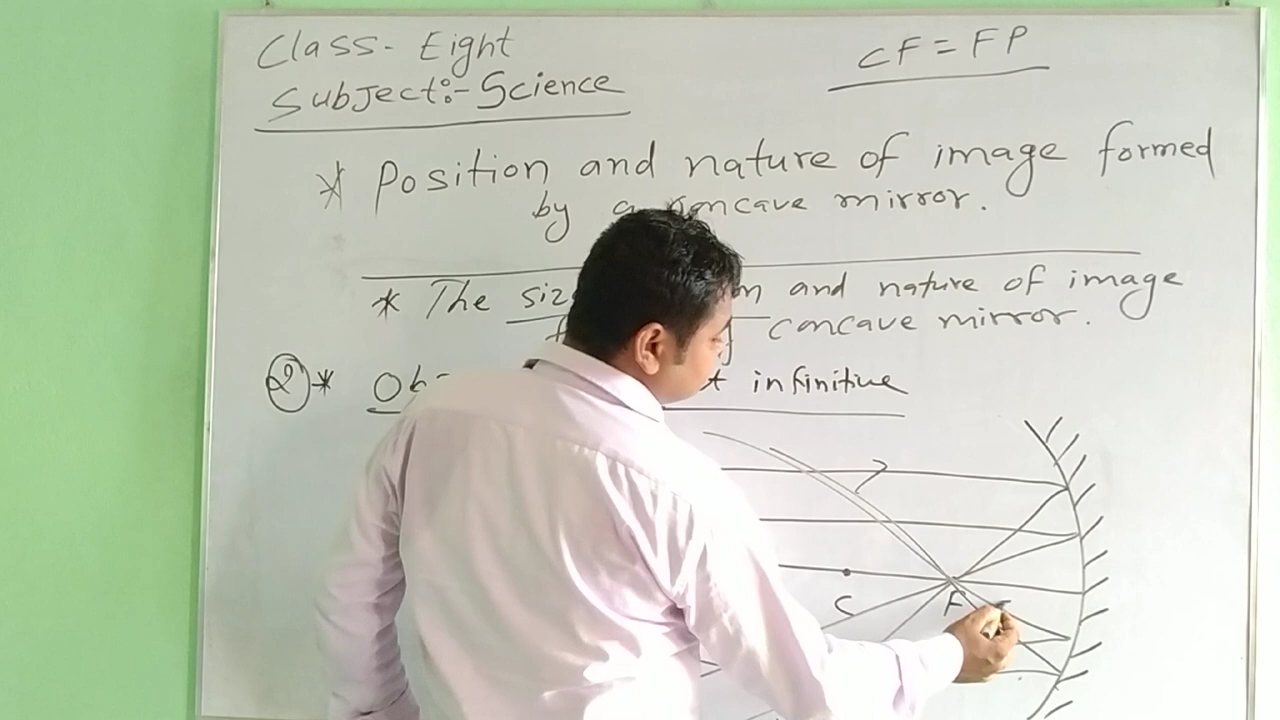 Class- Eight
Subject:- Science
CF = FP
* Position and nature of image formed
by a concave mirror.
* The and nature of image
concave mirror.
2 * infinitive
C
F